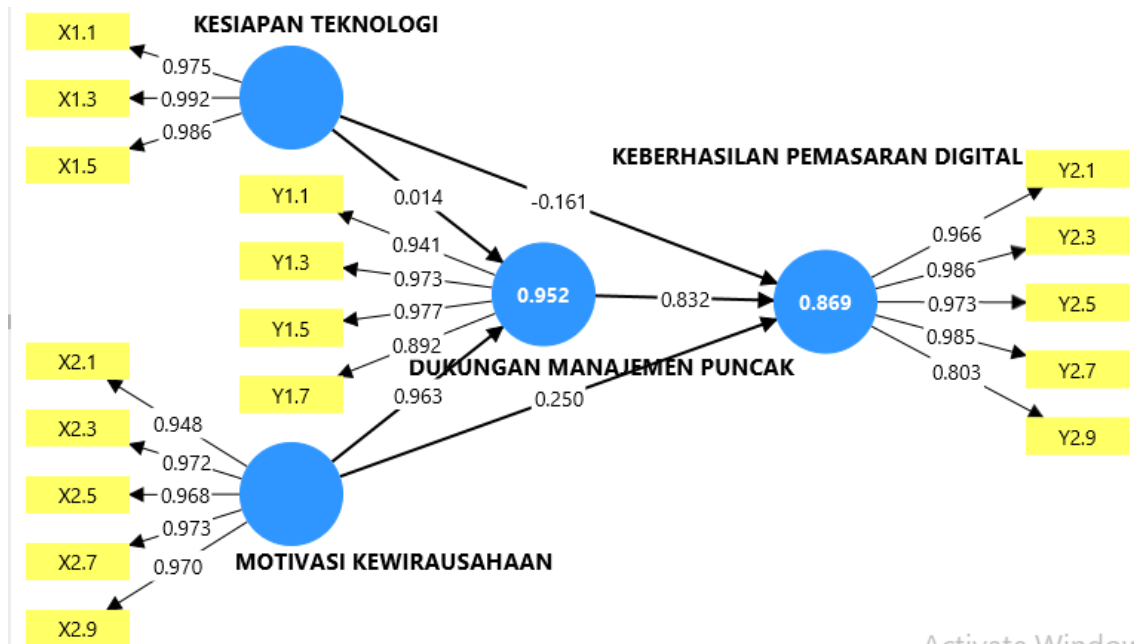 KESIAPAN TEKNOLOGI
X1.1
0.975
X1.3
0.992
X1.5
0.986
0.014
-0.161
KEBERHASILAN PEMASARAN DIGITAL
Y1.1
0.941
Y1.3
0.973
Y1.5
0.977
Y1.7
0.892
0.952
0.832
0.869
DUKUNGAN MANAJEMEN PUNCAK
0.963
0.250
Y2.1
0.966
Y2.3
0.986
Y2.5
0.973
Y2.7
0.985
Y2.9
0.803
X2.1
0.948
X2.3
0.972
X2.5
0.968
X2.7
0.973
X2.9
0.970
MOTIVASI KEWIRAUSAHAAN